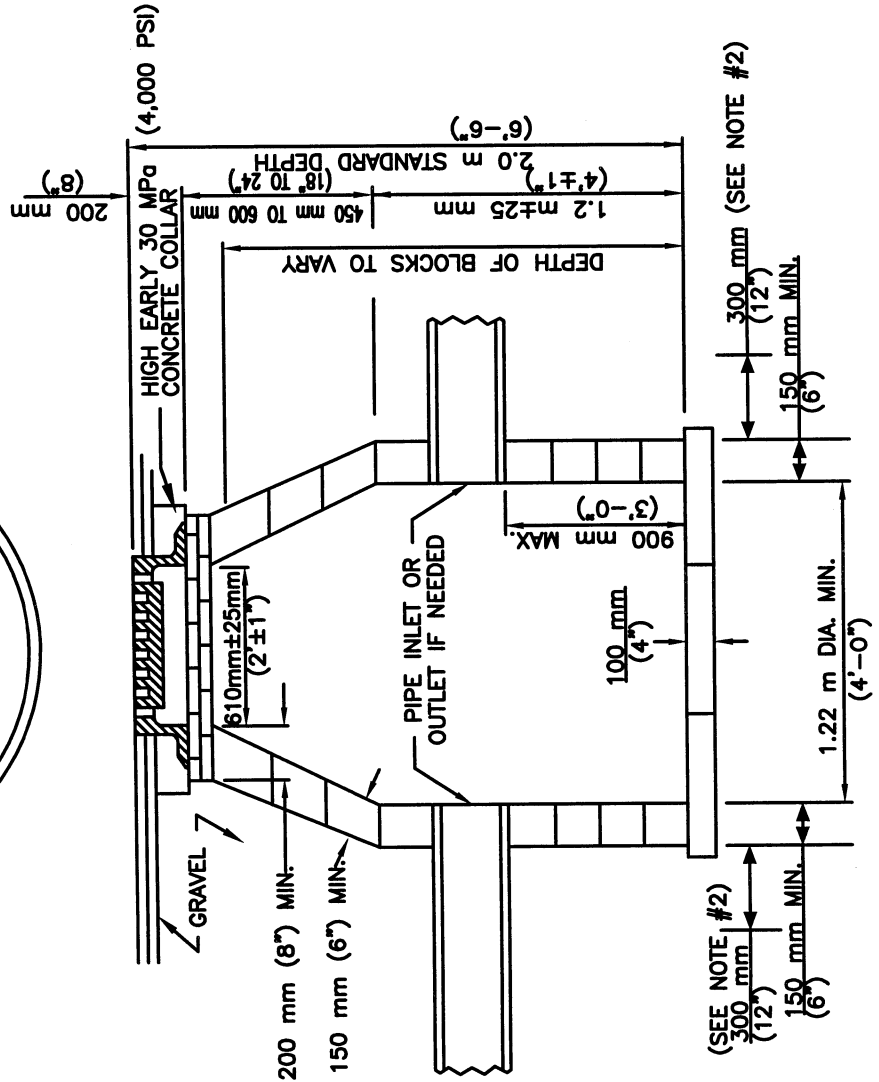 (4,000 PSI)
200 mm
(8")
HIGH EARLY 30 MPa
CONCRETE COLLAR
2.0 m STANDARD DEPTH
(6'-6")
450 mm TO 600 mm
(18" TO 24")
1.2 m±25 mm
(4'±1")
DEPTH OF BLOCKS TO VARY
GRAVEL
610mm±25mm
(2'±1")
200 mm (8") MIN.
150 mm (6") MIN.
PIPE INLET OR
OUTLET IF NEEDED
900 mm MAX.
(3'-0")
100 mm
(4")
1.22 m DIA. MIN.
(4'-0")
300 mm (SEE NOTE #2)
(12")
150 mm MIN.
(6")
(SEE NOTE #2)
300 mm
(12")
150 mm MIN.
(6")